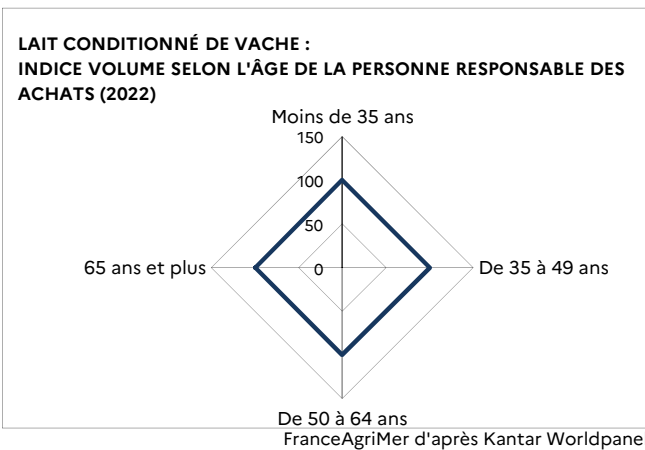 LAIT CONDITIONNÉ DE VACHE :
INDICE VOLUME SELON L'ÂGE DE LA PERSONNE RESPONSABLE DES
ACHATS (2022)
Moins de 35 ans
150
100
50
0
65 ans et plus
De 35 à 49 ans
De 50 à 64 ans
FranceAgriMer d'après Kantar Worldpane